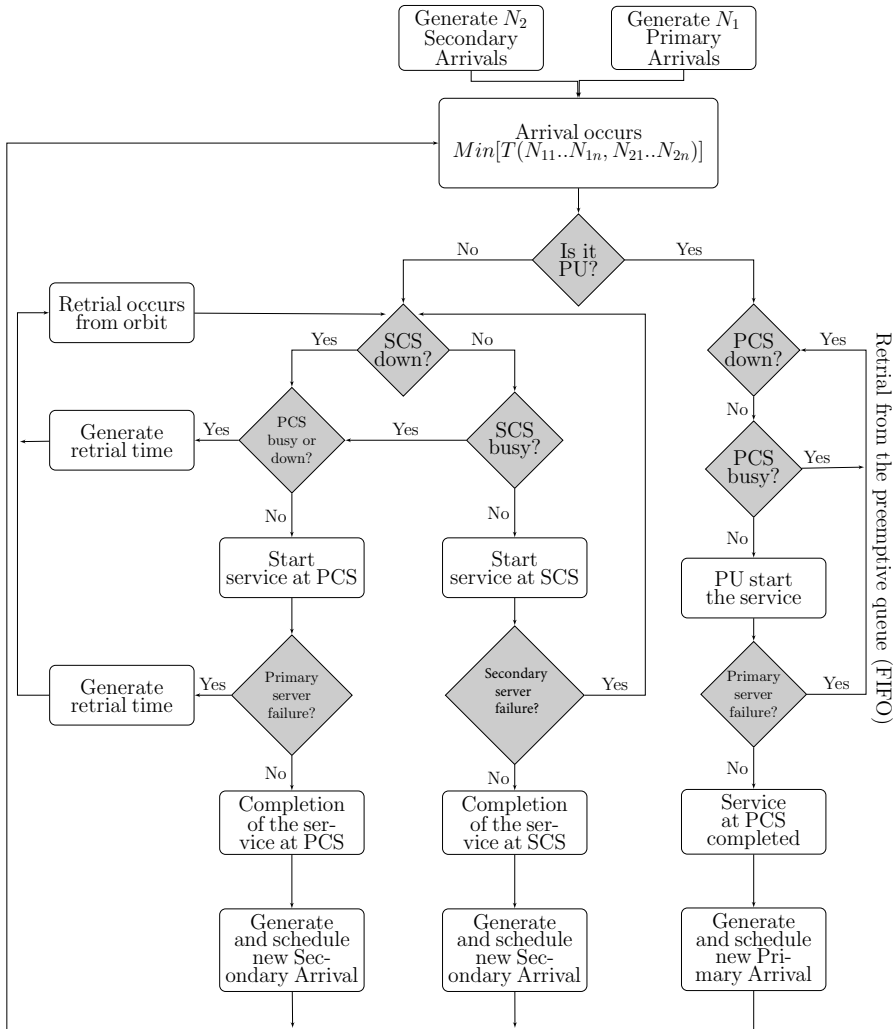 Generate N₂
Secondary
Arrivals
Generate N₁
Primary
Arrivals
Arrival occurs
Min[T(N₁₁..N₁ₙ, N₂₁..N₂ₙ)]
Is it
PU?
No
Yes
Retrial occurs
from orbit
SCS
down?
Yes
No
PCS
down?
Yes
No
Generate
retrial time
Yes
PCS
busy or
down?
Yes
SCS
busy?
PCS
busy?
Yes
No
No
No
Start
service at PCS
Start
service at SCS
PU start
the service
Retrial from the preemptive queue (FIFO)
Generate
retrial time
Yes
Primary
server
failure?
Secondary
server
failure?
Yes
Primary
server
failure?
Yes
No
No
No
Completion
of the ser-
vice at PCS
Completion
of the ser-
vice at SCS
Service
at PCS
completed
Generate
and schedule
new Sec-
ondary Arrival
Generate
and schedule
new Sec-
ondary Arrival
Generate
and schedule
new Pri-
mary Arrival